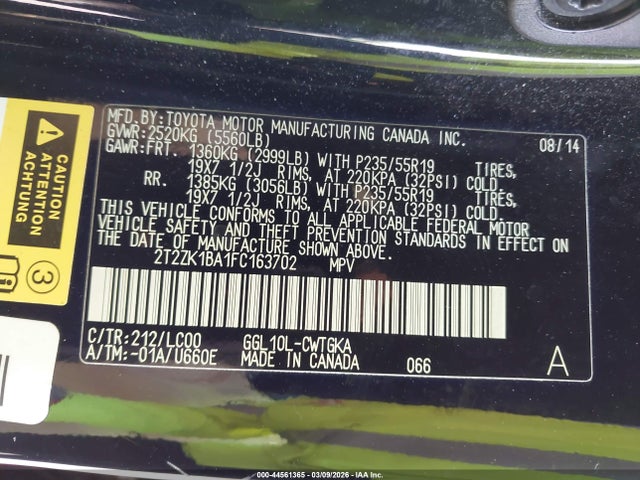 MFD.BY:TOYOTA MOTOR MANUFACTURING CANADA INC. 08/14
GVWR:2520KG (5560LB)
GAWR:FRT. 1360KG (2999LB) WITH P235/55R19 TIRES,
19X7 1/2J RIMS, AT 220KPA (32PSI) COLD.
RR. 1385KG (3056LB) WITH P235/55R19 TIRES,
19X7 1/2J RIMS, AT 220KPA (32PSI) COLD.
THIS VEHICLE CONFORMS TO ALL APPLICABLE FEDERAL MOTOR
VEHICLE SAFETY AND THEFT PREVENTION STANDARDS IN EFFECT ON
THE DATE OF MANUFACTURE SHOWN ABOVE.
2T2ZK1BA1FC163702 MPV
C/TR:212/LC00 GGL10L-CWTGKA
A/TM:-01A/U660E MADE IN CANADA 066 A
CAUTION
ATTENTION
ACHTUNG
3
000-44561365 - 03/09/2026 - IAA Inc.